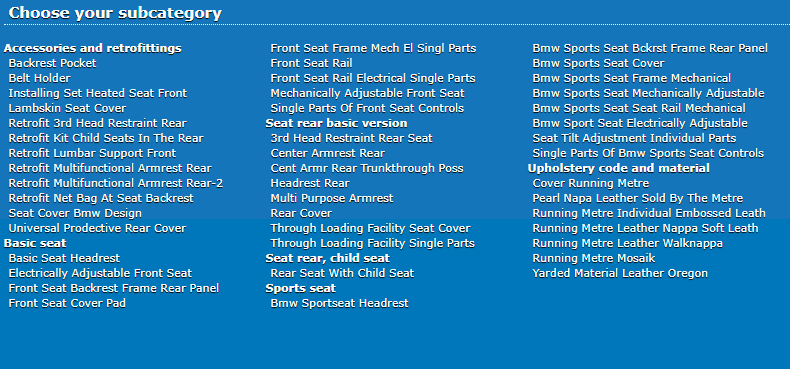 Choose your subcategory
Accessories and retrofittings
Backrest Pocket
Belt Holder
Installing Set Heated Seat Front
Lambskin Seat Cover
Retrofit 3rd Head Restraint Rear
Retrofit Kit Child Seats In The Rear
Retrofit Lumbar Support Front
Retrofit Multifunctional Armrest Rear
Retrofit Multifunctional Armrest Rear-2
Retrofit Net Bag At Seat Backrest
Seat Cover Bmw Design
Universal Prodective Rear Cover
Basic seat
Basic Seat Headrest
Electrically Adjustable Front Seat
Front Seat Backrest Frame Rear Panel
Front Seat Cover Pad
Front Seat Frame Mech El Singl Parts
Front Seat Rail
Front Seat Rail Electrical Single Parts
Mechanically Adjustable Front Seat
Single Parts Of Front Seat Controls
Seat rear basic version
3rd Head Restraint Rear Seat
Center Armrest Rear
Cent Armr Rear Trunkthrough Poss
Headrest Rear
Multi Purpose Armrest
Rear Cover
Through Loading Facility Seat Cover
Through Loading Facility Single Parts
Seat rear, child seat
Rear Seat With Child Seat
Sports seat
Bmw Sportseat Headrest
Bmw Sports Seat Bckrst Frame Rear Panel
Bmw Sports Seat Cover
Bmw Sports Seat Frame Mechanical
Bmw Sports Seat Mechanically Adjustable
Bmw Sports Seat Seat Rail Mechanical
Bmw Sport Seat Electrically Adjustable
Seat Tilt Adjustment Individual Parts
Single Parts Of Bmw Sports Seat Controls
Upholstery code and material
Cover Running Metre
Pearl Napa Leather Sold By The Metre
Running Metre Individual Embossed Leath
Running Metre Leather Nappa Soft Leath
Running Metre Leather Walknappa
Running Metre Mosaik
Yarded Material Leather Oregon